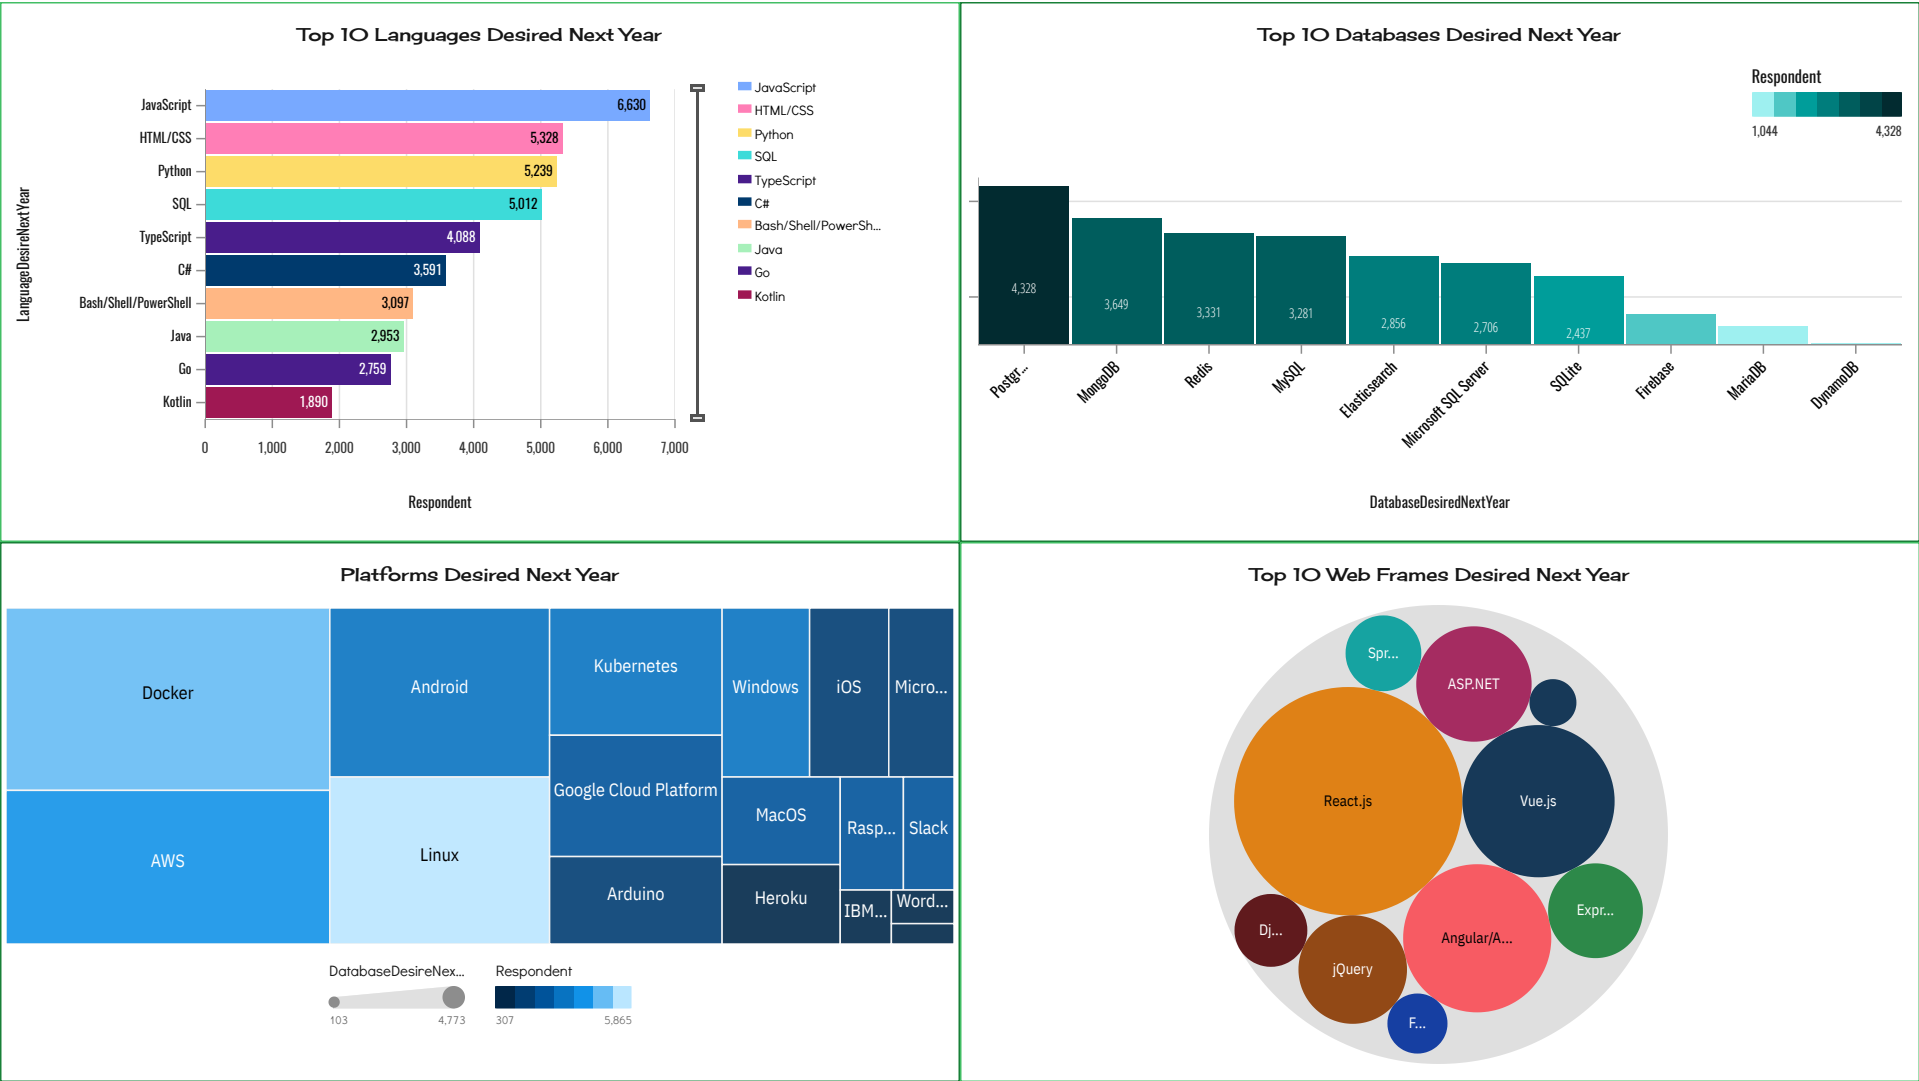 Top 10 Languages Desired Next Year
LanguageDesireNextYear
JavaScript
6,630
HTML/CSS
5,328
Python
5,239
SQL
5,012
TypeScript
4,088
C#
3,591
Bash/Shell/PowerShell
3,097
Java
2,953
Go
2,759
Kotlin
1,890
0 1,000 2,000 3,000 4,000 5,000 6,000 7,000
Respondent
JavaScript
HTML/CSS
Python
SQL
TypeScript
C#
Bash/Shell/PowerSh...
Java
Go
Kotlin
Top 10 Databases Desired Next Year
Respondent
1,044 4,328
4,328
3,649
3,331
3,281
2,856
2,706
2,437
Postgr...
MongoDB
Redis
MySQL
Elasticsearch
Microsoft SQL Server
SQLite
Firebase
MariaDB
DynamoDB
DatabaseDesiredNextYear
Platforms Desired Next Year
Docker
AWS
Android
Linux
Kubernetes
Google Cloud Platform
Arduino
Windows
iOS
Micro...
MacOS
Heroku
Rasp...
Slack
IBM...
Word...
DatabaseDesireNex...
103 4,773
Respondent
307 5,865
Top 10 Web Frames Desired Next Year
Spr...
ASP.NET
React.js
Vue.js
Expr...
Dj...
jQuery
Angular/A...
F...